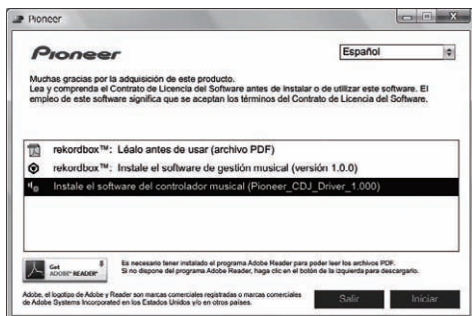 Pioneer
Pioneer
Español
Muchas gracias por la adquisición de este producto.
Lea y comprenda el Contrato de Licencia del Software antes de instalar o de utilizar este software. El
empleo de este software significa que se aceptan los términos del Contrato de Licencia del Software.
rekordbox™: Léalo antes de usar (archivo PDF)
rekordbox™: Instale el software de gestión musical (versión 1.0.0)
Instale el software del controlador musical (Pioneer_CDJ_Driver_1.000)
Get
ADOBE® READER®
Es necesario tener instalado el programa Adobe Reader para poder leer los archivos PDF.
Si no dispone del programa Adobe Reader, haga clic en el botón de la izquierda para descargarlo.
Adobe, el logotipo de Adobe y Reader son marcas comerciales registradas o marcas comerciales
de Adobe Systems Incorporated en los Estados Unidos y/o en otros países.
Salir
Iniciar